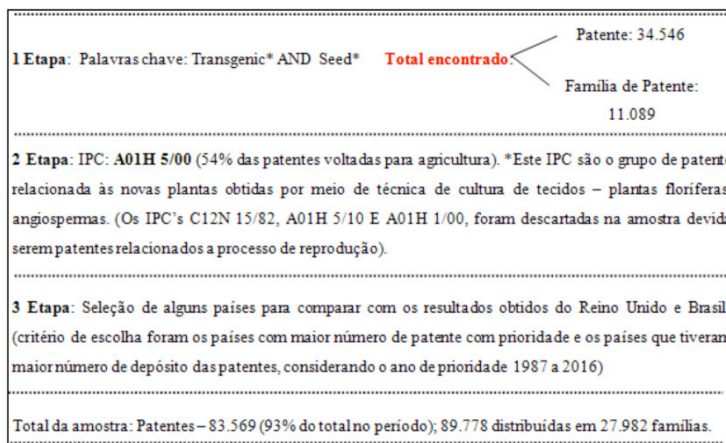 Patente: 34.546
1 Etapa: Palavras chave: Transgenic* AND Seed* Total encontrado:
Família de Patente:
11.089
2 Etapa: IPC: A01H 5/00 (54% das patentes voltadas para agricultura). *Este IPC são o grupo de patente
relacionada às novas plantas obtidas por meio de técnica de cultura de tecidos – plantas floríferas
angiospermas. (Os IPC's C12N 15/82, A01H 5/10 E A01H 1/00, foram descartadas na amostra devid
serem patentes relacionados a processo de reprodução).
3 Etapa: Seleção de alguns países para comparar com os resultados obtidos do Reino Unido e Brasil
(critério de escolha foram os países com maior número de patente com prioridade e os países que tiveram
maior número de depósito das patentes, considerando o ano de prioridade 1987 a 2016)
Total da amostra: Patentes – 83.569 (93% do total no período); 89.778 distribuídas em 27.982 famílias.